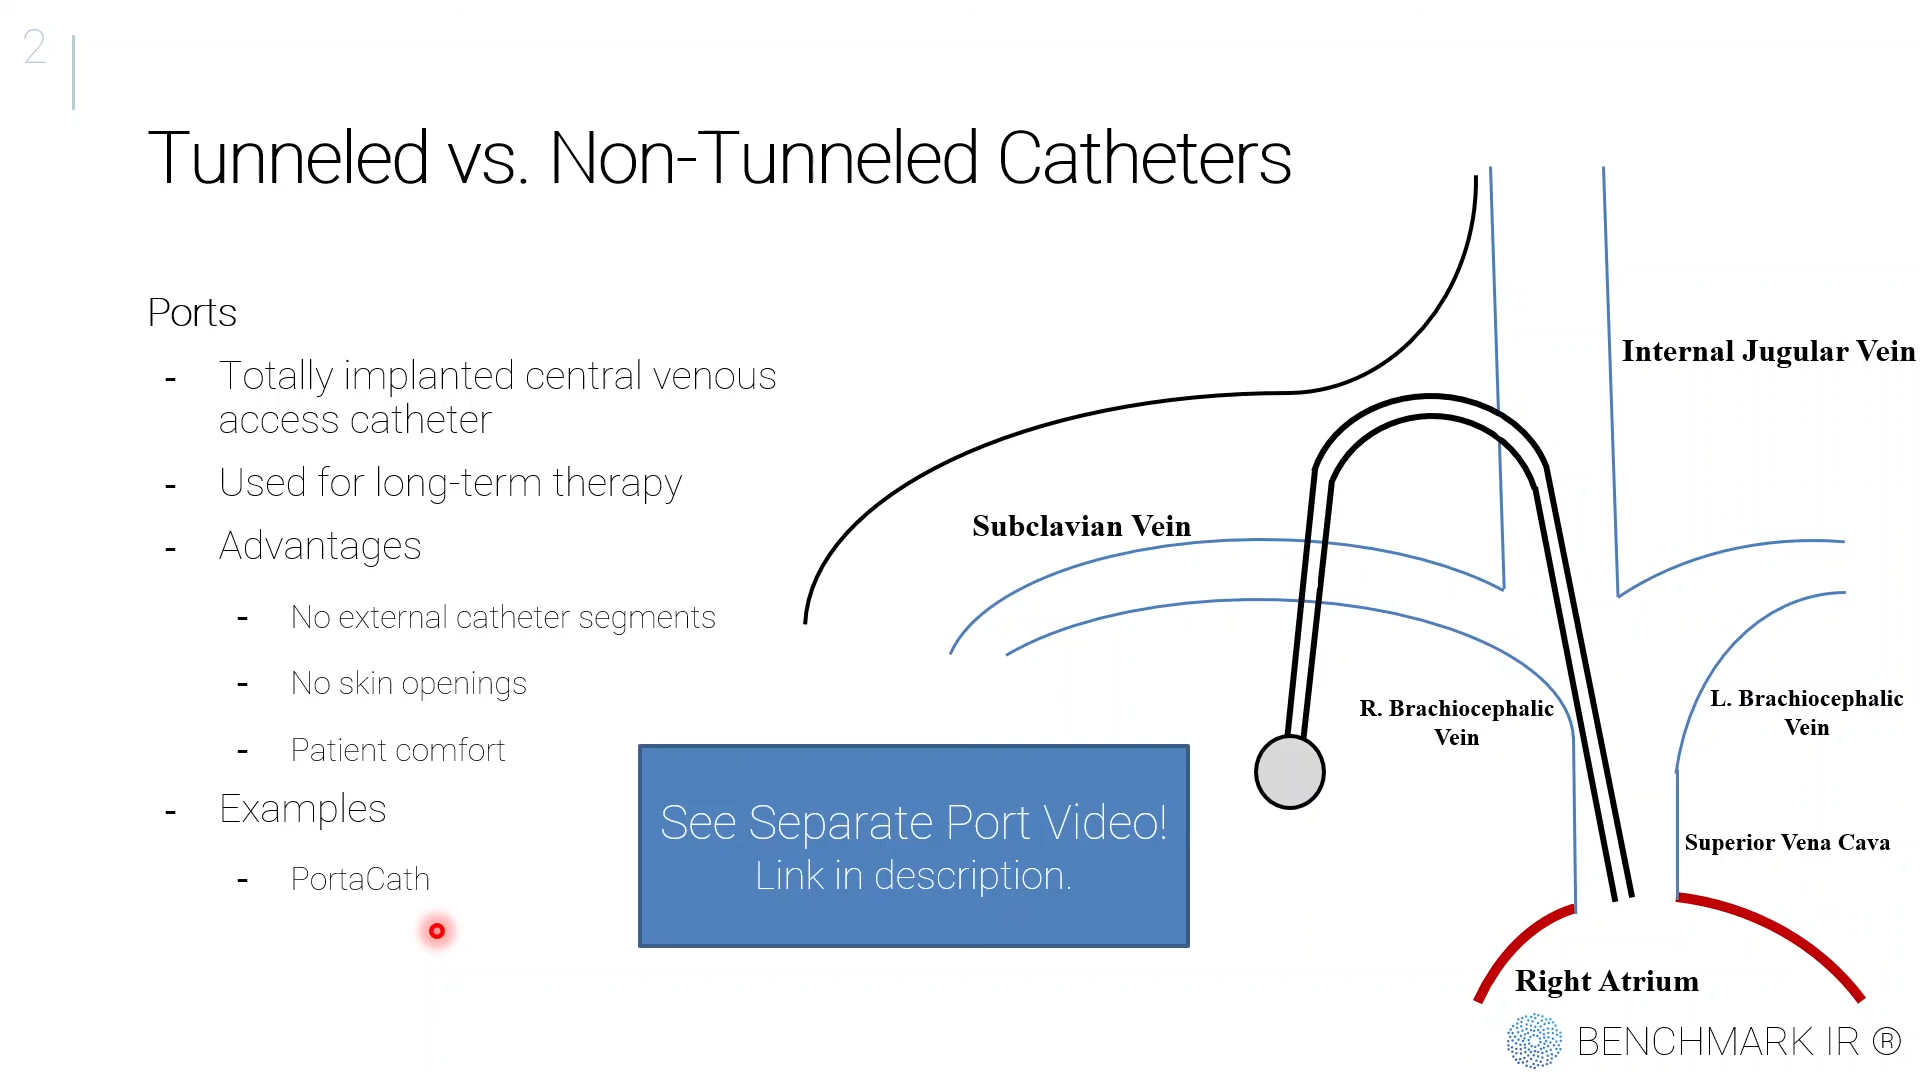 2
Tunneled vs. Non-Tunneled Catheters
Ports
- Totally implanted central venous
access catheter
- Used for long-term therapy
- Advantages
- No external catheter segments
- No skin openings
- Patient comfort
- Examples
- PortaCath
See Separate Port Video!
Link in description.
Internal Jugular Vein
Subclavian Vein
R. Brachiocephalic
Vein
L. Brachiocephalic
Vein
Superior Vena Cava
Right Atrium
BENCHMARK IR ®